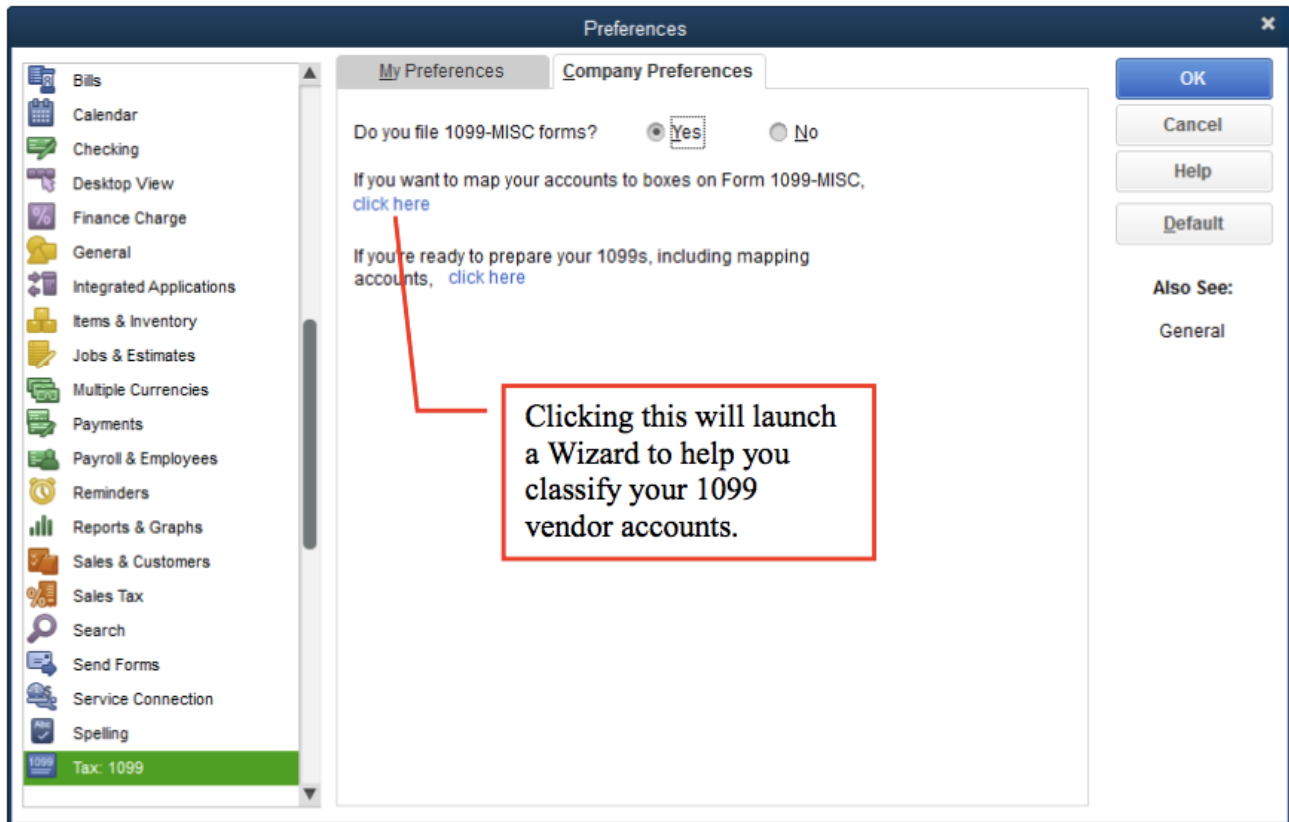 Preferences
Bills
Calendar
Checking
Desktop View
Finance Charge
General
Integrated Applications
Items & Inventory
Jobs & Estimates
Multiple Currencies
Payments
Payroll & Employees
Reminders
Reports & Graphs
Sales & Customers
Sales Tax
Search
Send Forms
Service Connection
Abc
Spelling
1099
Tax: 1099
My Preferences
Company Preferences
Do you file 1099-MISC forms? Yes No
If you want to map your accounts to boxes on Form 1099-MISC,
click here
If you're ready to prepare your 1099s, including mapping
accounts, click here
Clicking this will launch
a Wizard to help you
classify your 1099
vendor accounts.
OK
Cancel
Help
Default
Also See:
General